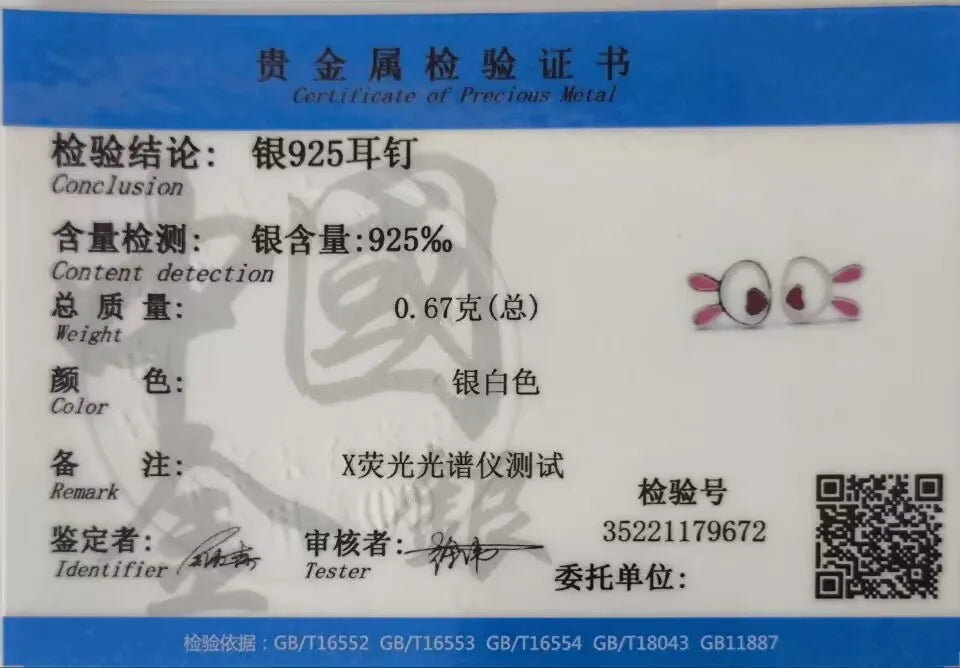 贵金属检验证书
Certificate of Precious Metal
检验结论: 银925耳钉
Conclusion
含量检测: 银含量:925‰
Content detection
总质量: 0.67克(总)
Weight
颜色: 银白色
Color
备注: X荧光光谱仪测试
Remark
检验号
35221179672
鉴定者:
Identifier
审核者:
Tester
委托单位:
检验依据：GB/T16552 GB/T16553 GB/T16554 GB/T18043 GB11887